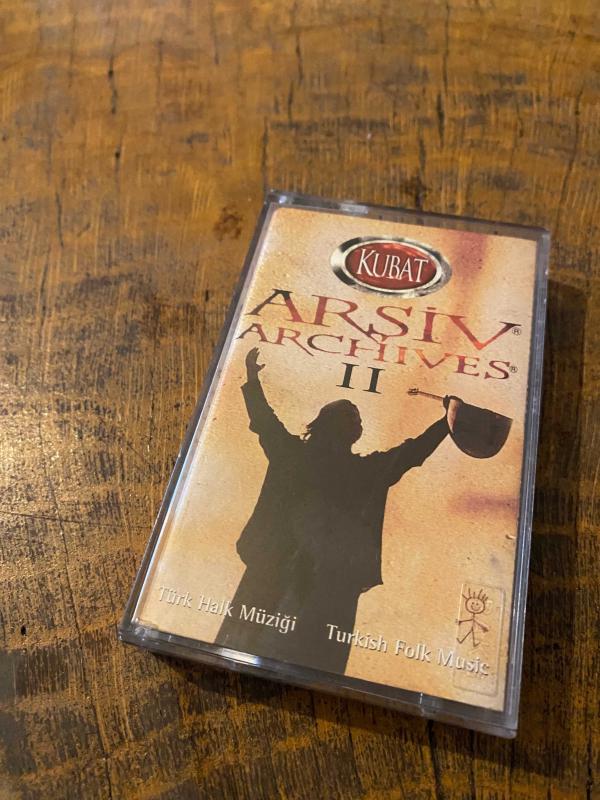 KUBAT
ARŞİV®
ARCHIVES®
II
Türk Halk Müziği
Turkish Folk Music